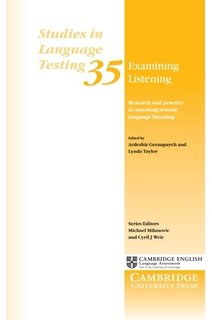 Studies in
Language
Testing 35
Examining
Listening
Research and practice
in assessing second
language listening
Edited by
Ardeshir Geranpayeh and
Lynda Taylor
Series Editors
Michael Milanovic
and Cyril J Weir
CAMBRIDGE ENGLISH
Language Assessment
Part of the University of Cambridge
CAMBRIDGE
UNIVERSITY PRESS